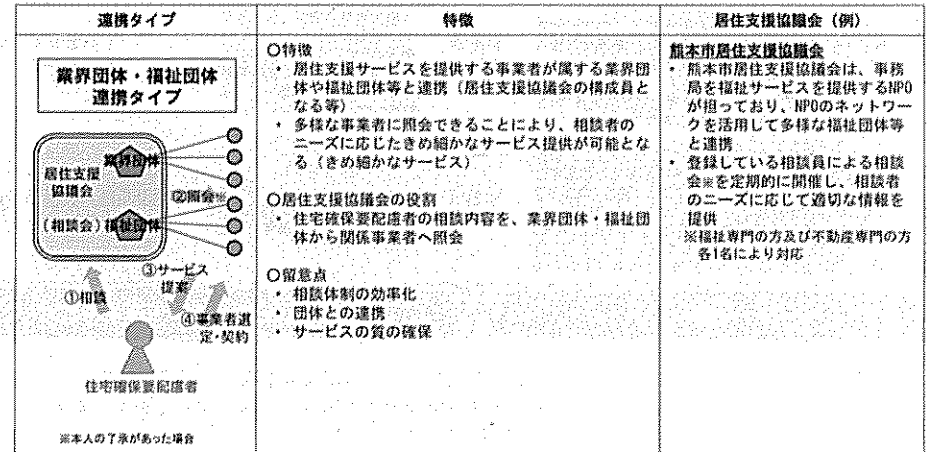 連携タイプ
特徴
居住支援協議会（例）
業界団体・福祉団体
連携タイプ
業界団体
居住支援
協議会
②照会※
（相談会）福祉団体
③サービス
提案
①相談
④事業者選
定・契約
住宅確保要配慮者
※本人の了承があった場合
○特徴
・ 居住支援サービスを提供する事業者が属する業界団
体や福祉団体等と連携（居住支援協議会の構成員と
なる等）
・ 多様な事業者に照会できることにより、相談者の
ニーズに応じたきめ細かなサービス提供が可能とな
る（きめ細かなサービス）
○居住支援協議会の役割
・ 住宅確保要配慮者の相談内容を、業界団体・福祉団
体から関係事業者へ照会
○留意点
・ 相談体制の効率化
・ 団体との連携
・ サービスの質の確保
熊本市居住支援協議会
・ 熊本市居住支援協議会は、事務
局を福祉サービスを提供するNPO
が担っており、NPOのネットワー
クを活用して多様な福祉団体等
と連携
・ 登録している相談員による相談
会※を定期的に開催し、相談者
のニーズに応じて適切な情報を
提供
※福祉専門の方及び不動産専門の方
各1名により対応